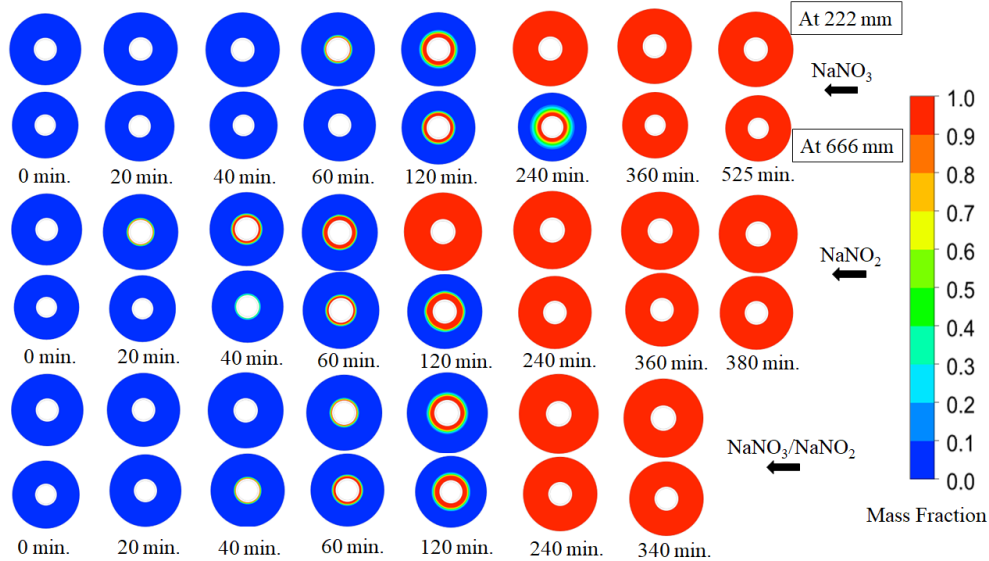 At 222 mm
NaNO3
1.0
0.9
At 666 mm
0.8
0 min. 20 min. 40 min. 60 min. 120 min. 240 min. 360 min. 525 min.
0.7
0.6
NaNO2
0.5
0.4
0 min. 20 min. 40 min. 60 min. 120 min. 240 min. 360 min. 380 min.
0.3
0.2
0.1
NaNO3/NaNO2
0.0
Mass Fraction
0 min. 20 min. 40 min. 60 min. 120 min. 240 min. 340 min.